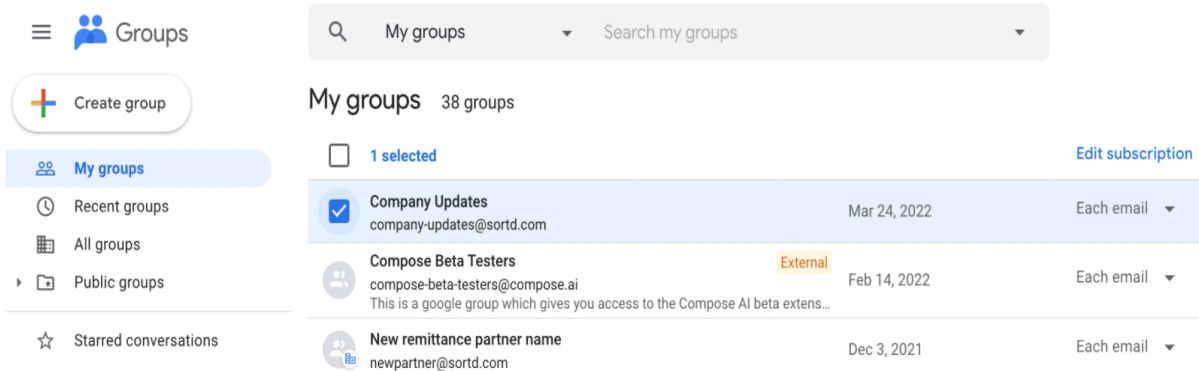 Groups
My groups
Search my groups
Create group
My groups
Recent groups
All groups
Public groups
Starred conversations
My groups 38 groups
1 selected
Edit subscription
Company Updates
company-updates@sortd.com
Mar 24, 2022
Each email
Compose Beta Testers
External
compose-beta-testers@compose.ai
This is a google group which gives you access to the Compose AI beta extens...
Feb 14, 2022
Each email
New remittance partner name
newpartner@sortd.com
Dec 3, 2021
Each email